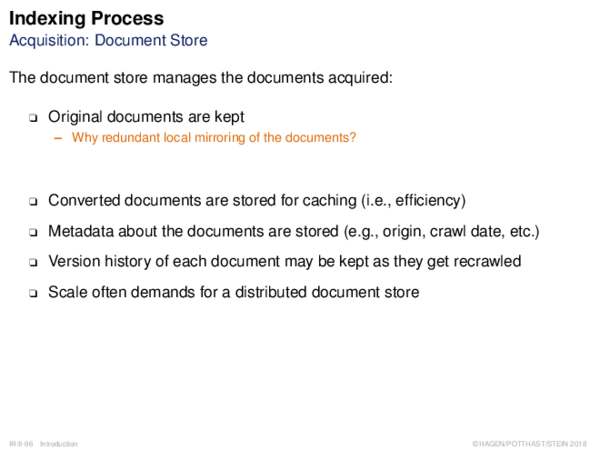 Indexing Process
Acquisition: Document Store
The document store manages the documents acquired:
❑ Original documents are kept
– Why redundant local mirroring of the documents?
❑ Converted documents are stored for caching (i.e., efficiency)
❑ Metadata about the documents are stored (e.g., origin, crawl date, etc.)
❑ Version history of each document may be kept as they get recrawled
❑ Scale often demands for a distributed document store
IR:II-96 Introduction ©HAGEN/POTTHAST/STEIN 2018